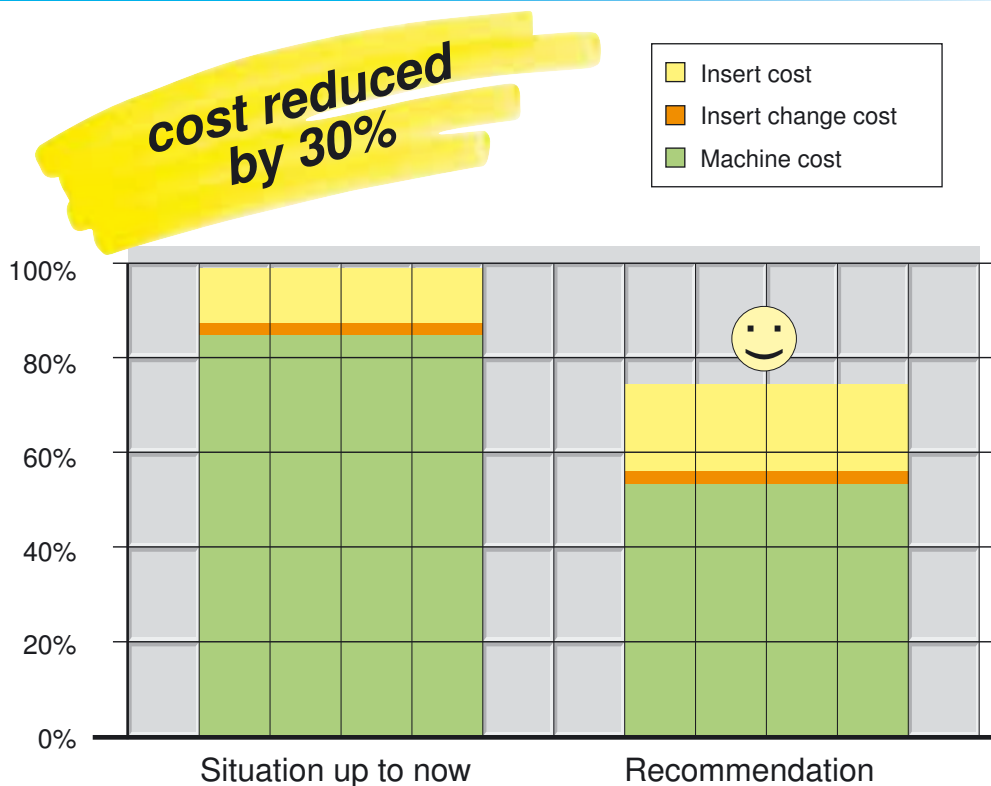 cost reduced
by 30%
Insert cost
Insert change cost
Machine cost
100%
80%
60%
40%
20%
0%
Situation up to now
Recommendation